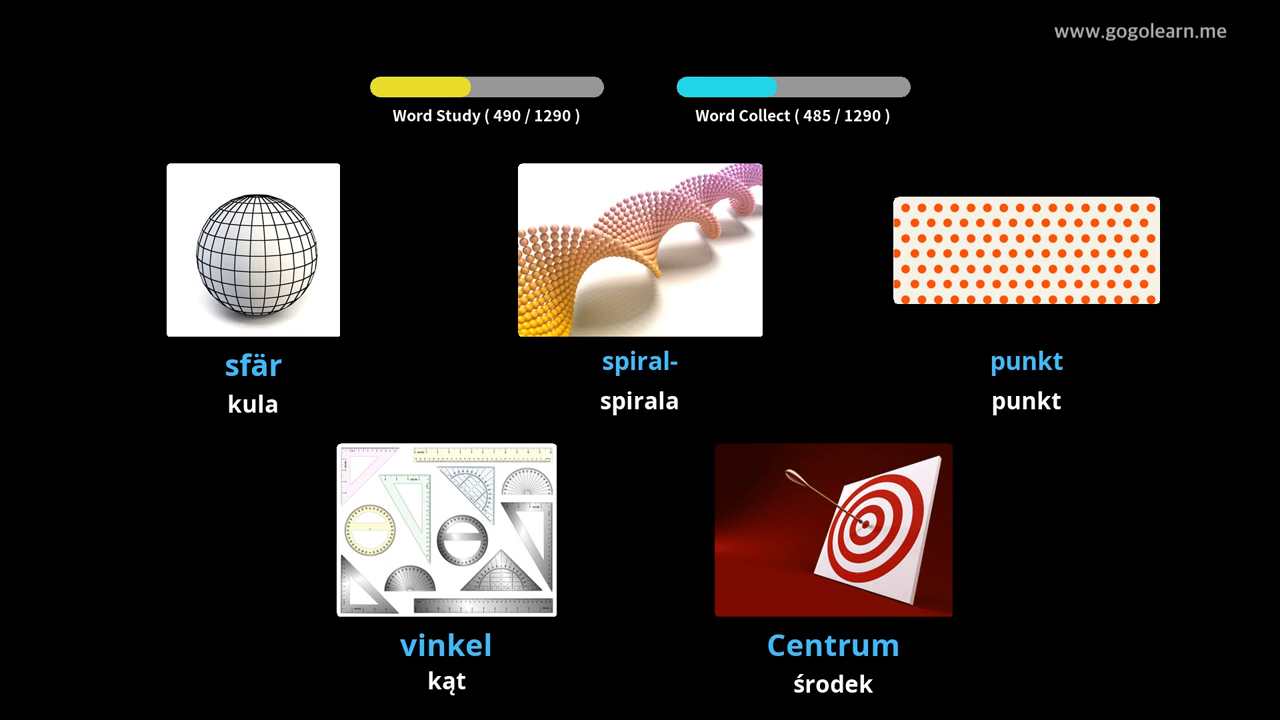 www.gogolearn.me
Word Study ( 490 / 1290 )
Word Collect ( 485 / 1290 )
sfär
kula
spiral-
spirala
punkt
punkt
vinkel
kąt
Centrum
środek